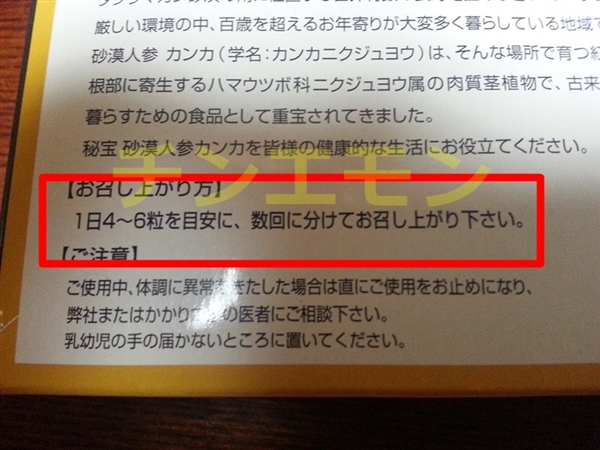 厳しい環境の中、百歳を超えるお年寄りが大変多く暮らしている地域で
砂漠人参 カンカ(学名:カンカニクジュヨウ)は、そんな場所で育つ紅
根部に寄生するハマウツボ科ニクジュヨウ属の肉質茎植物で、古来
暮らすための食品として重宝されてきました。
秘宝 砂漠人参カンカを皆様の健康的な生活にお役立てください。
チンエモン
【お召し上がり方】
1日4〜6粒を目安に、数回に分けてお召し上がり下さい。
【ご注意】
ご使用中、体調に異常をきたした場合は直にご使用をお止めになり、
弊社またはかかりの医者にご相談下さい。
乳幼児の手の届かないところに置いてください。